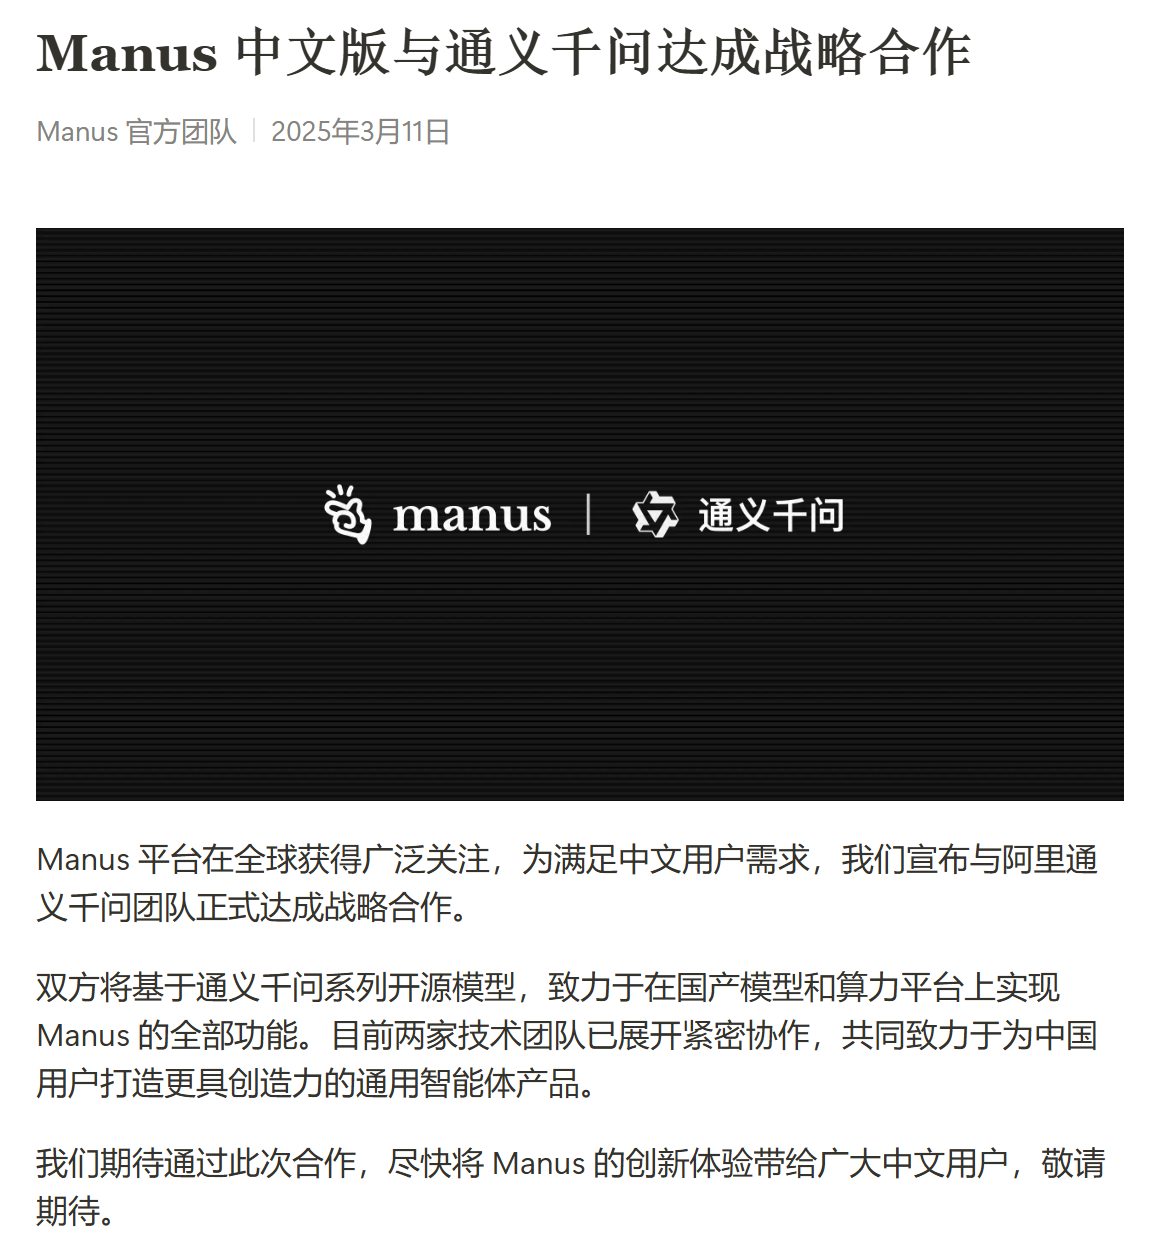 Manus 中文版与通义千问达成战略合作
Manus 官方团队 | 2025年3月11日
manus | 通义千问
Manus 平台在全球获得广泛关注，为满足中文用户需求，我们宣布与阿里通
义千问团队正式达成战略合作。
双方将基于通义千问系列开源模型，致力于在国产模型和算力平台上实现
Manus 的全部功能。目前两家技术团队已展开紧密协作，共同致力于为中国
用户打造更具创造力的通用智能体产品。
我们期待通过此次合作，尽快将 Manus 的创新体验带给广大中文用户，敬请
期待。